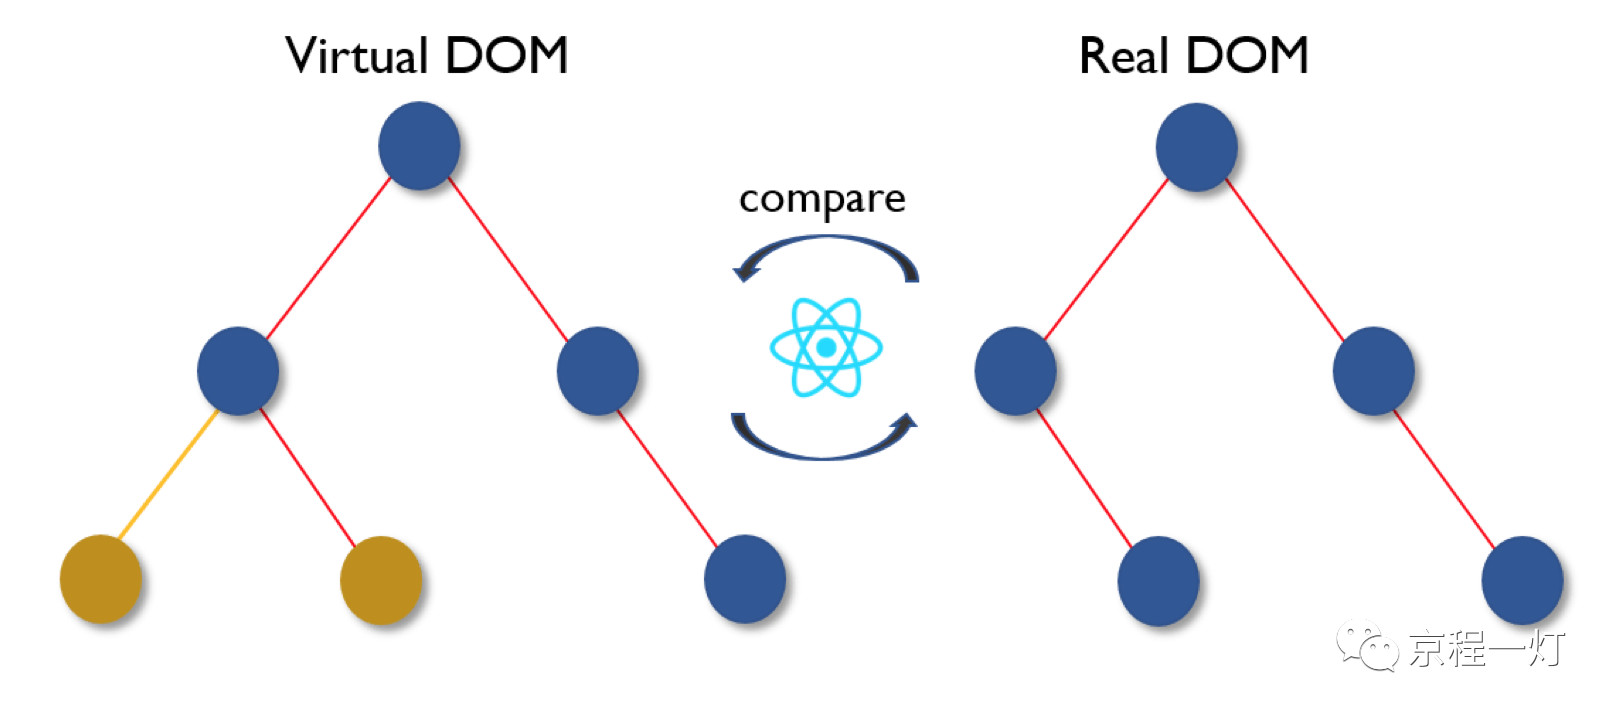 Virtual DOM
Real DOM
compare
京程一灯